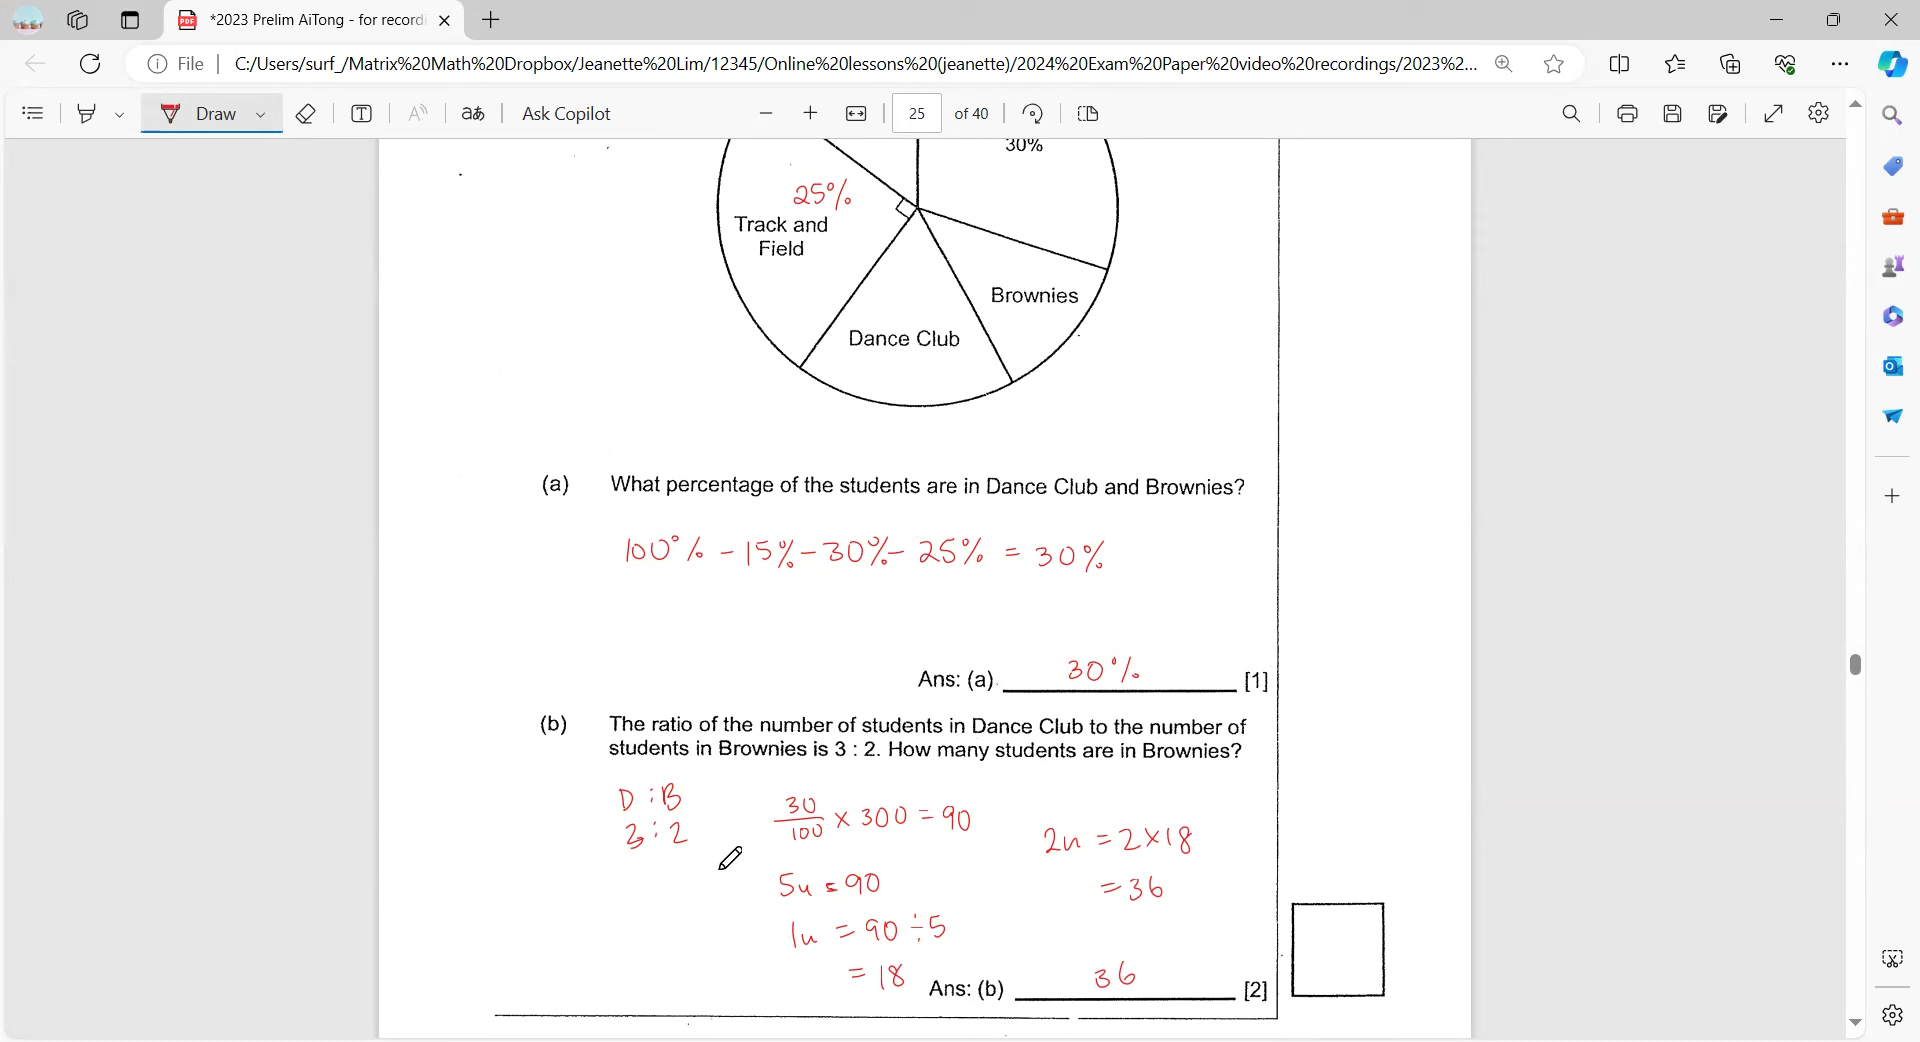 *2023 Prelim AiTong - for recordi
File
C:/Users/surf_/Matrix%20Math%20Dropbox/Jeanette%20Lim/12345/Online%20lessons%20(jeanette)/2024%20Exam%20Paper%20video%20recordings/2023%2...
Draw
aあ
Ask Copilot
25 of 40
30%
25%
Track and
Field
Brownies
Dance Club
(a) What percentage of the students are in Dance Club and Brownies?
100% - 15% - 30% - 25% = 30%
Ans: (a) 30% [1]
(b) The ratio of the number of students in Dance Club to the number of
students in Brownies is 3 : 2. How many students are in Brownies?
D : B
3 : 2
30/100 x 300 = 90
5u = 90
1u = 90 ÷ 5
= 18
2u = 2 x 18
= 36
Ans: (b) 36 [2]